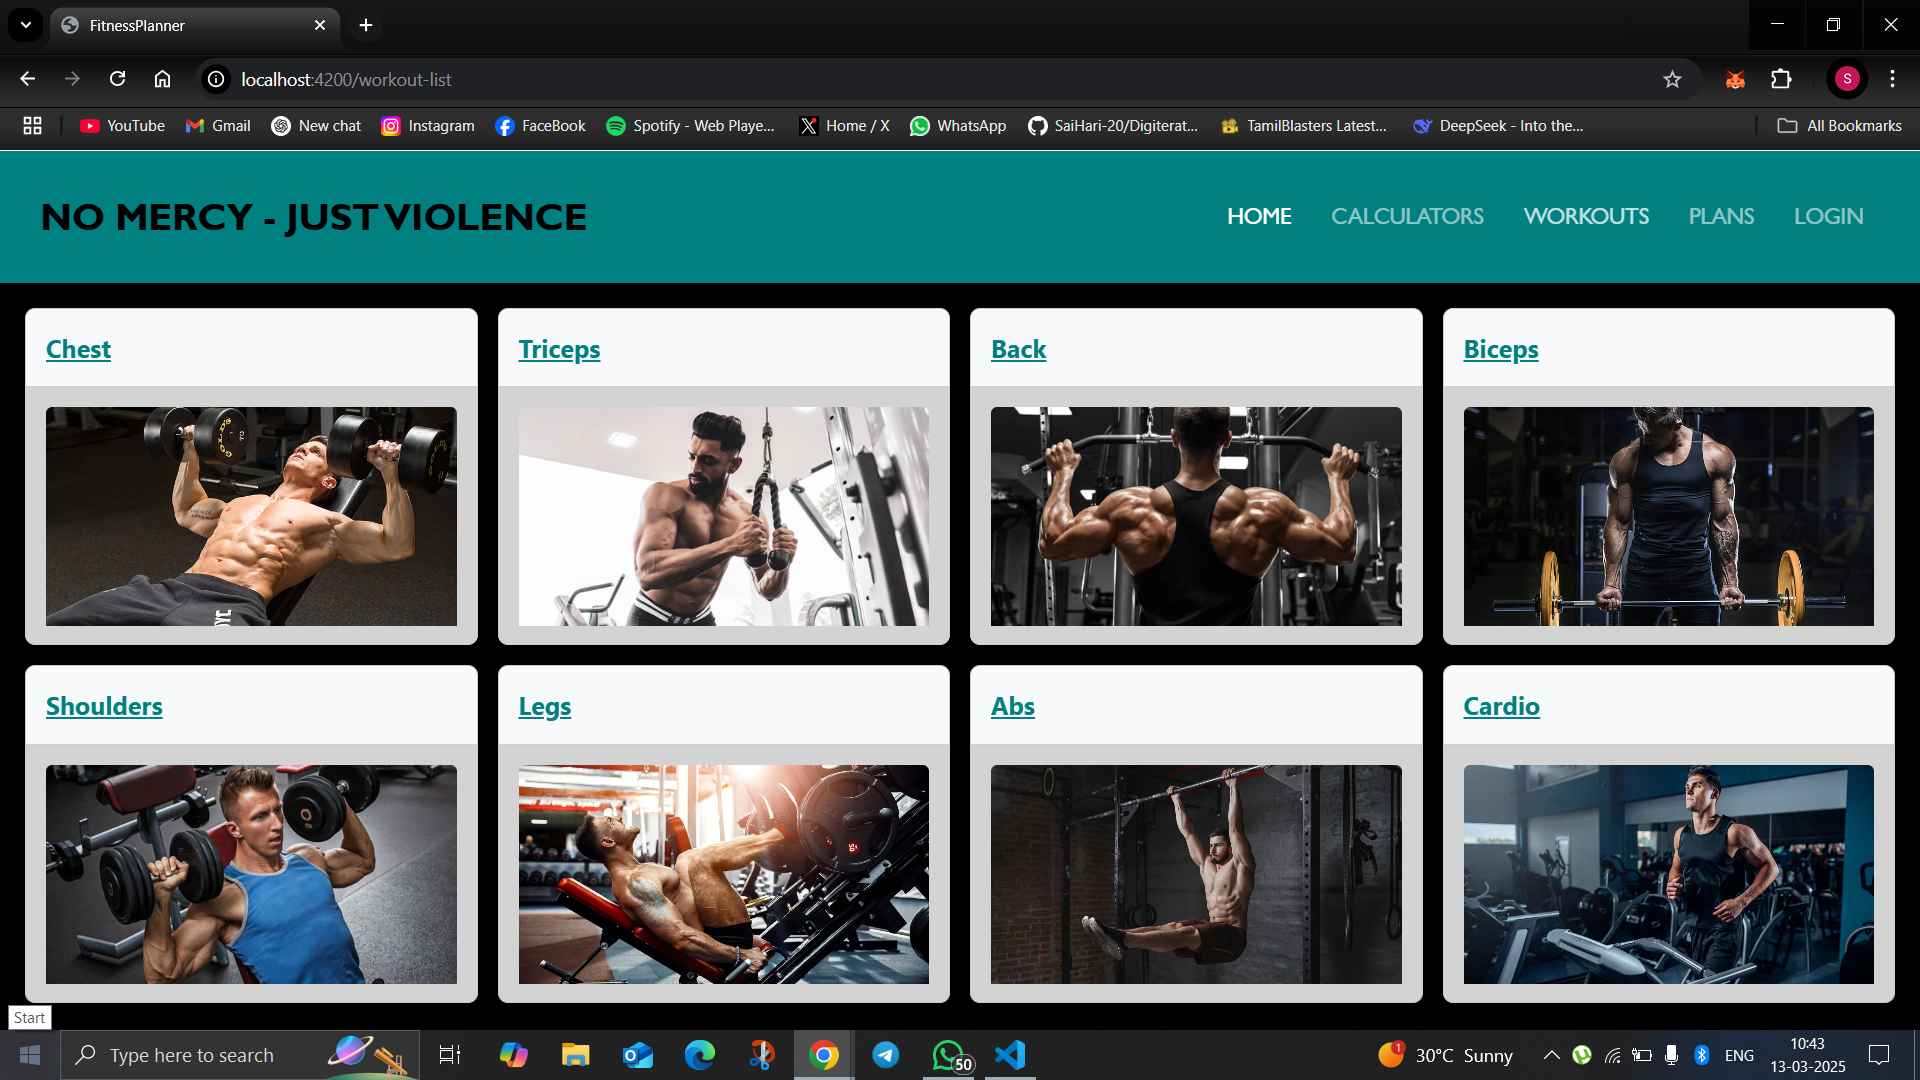 FitnessPlanner
localhost:4200/workout-list
S
YouTube
Gmail
New chat
Instagram
FaceBook
Spotify - Web Playe...
Home / X
WhatsApp
SaiHari-20/Digiterat...
TamilBlasters Latest...
DeepSeek - Into the...
All Bookmarks
NO MERCY - JUST VIOLENCE
HOME
CALCULATORS
WORKOUTS
PLANS
LOGIN
Chest
Triceps
Back
Biceps
Shoulders
Legs
Abs
Cardio
Start
Type here to search
50
1
30°C Sunny
ENG
10:43
13-03-2025